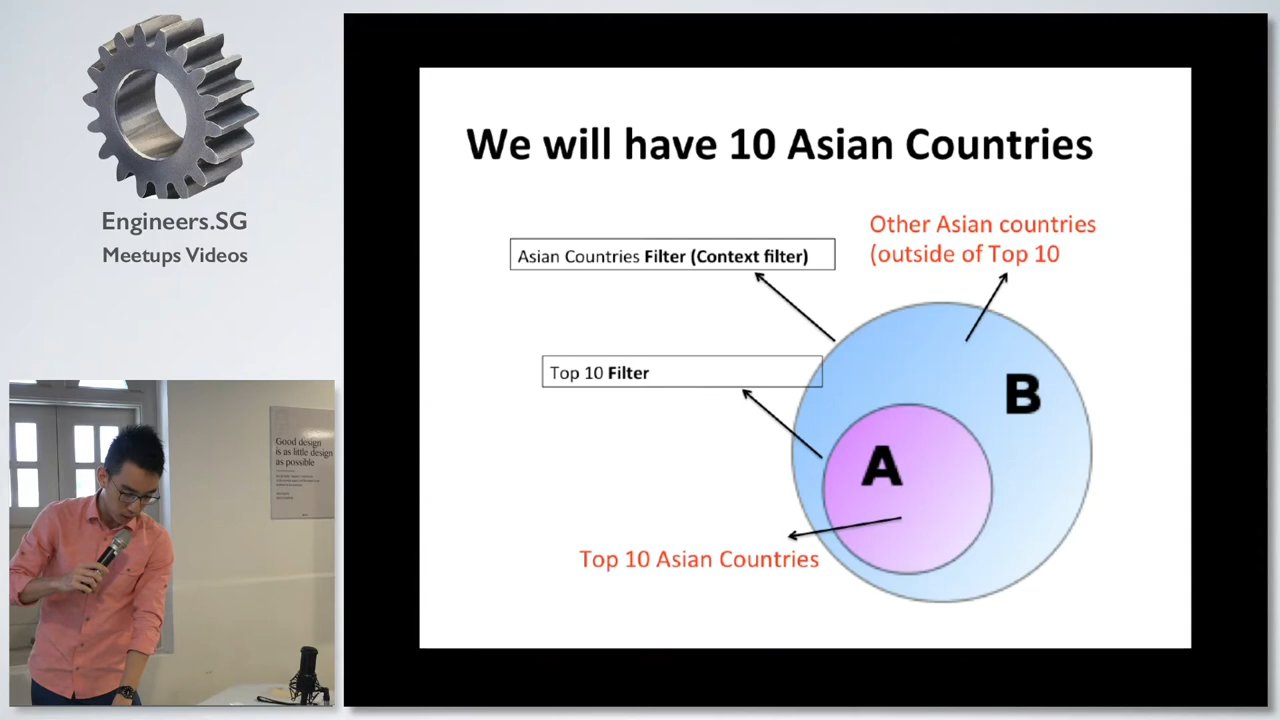 Engineers.SG
Meetups Videos
We will have 10 Asian Countries
Other Asian countries
(outside of Top 10
Asian Countries Filter (Context filter)
Top 10 Filter
B
A
Top 10 Asian Countries
Good design
is as little design
as possible